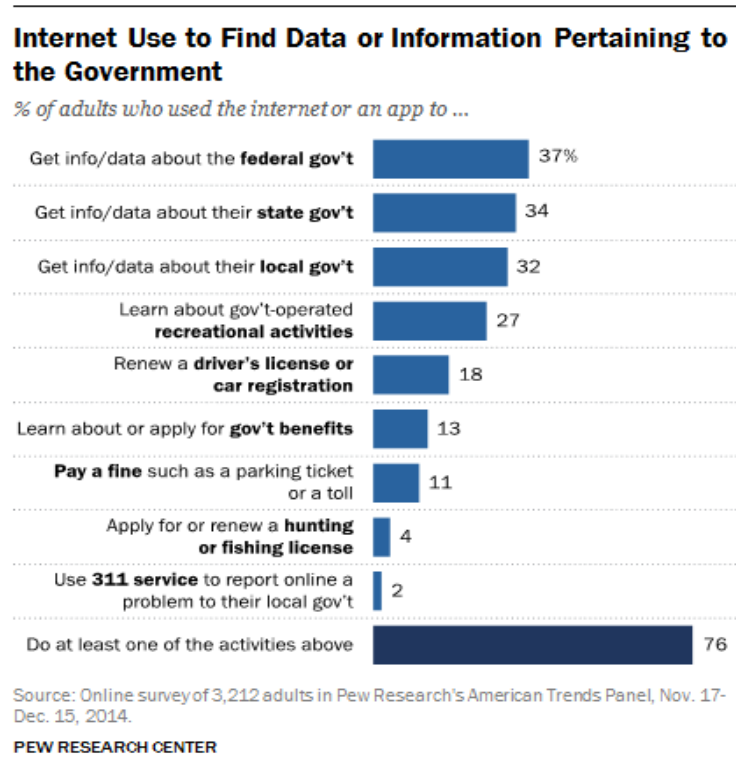 Internet Use to Find Data or Information Pertaining to
the Government
% of adults who used the internet or an app to ...
Get info/data about the federal gov't 37%
Get info/data about their state gov't 34
Get info/data about their local gov't 32
Learn about gov't-operated
recreational activities 27
Renew a driver's license or
car registration 18
Learn about or apply for gov't benefits 13
Pay a fine such as a parking ticket
or a toll 11
Apply for or renew a hunting
or fishing license 4
Use 311 service to report online a
problem to their local gov't 2
Do at least one of the activities above 76
Source: Online survey of 3,212 adults in Pew Research's American Trends Panel, Nov. 17-
Dec. 15, 2014.
PEW RESEARCH CENTER